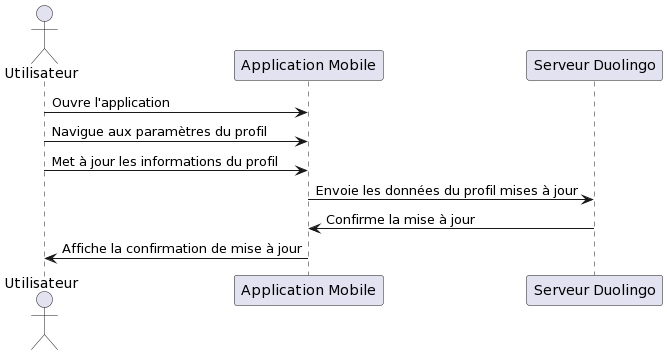 Utilisateur
Application Mobile
Serveur Duolingo
Ouvre l'application
Navigue aux paramètres du profil
Met à jour les informations du profil
Envoie les données du profil mises à jour
Confirme la mise à jour
Affiche la confirmation de mise à jour
Utilisateur
Application Mobile
Serveur Duolingo